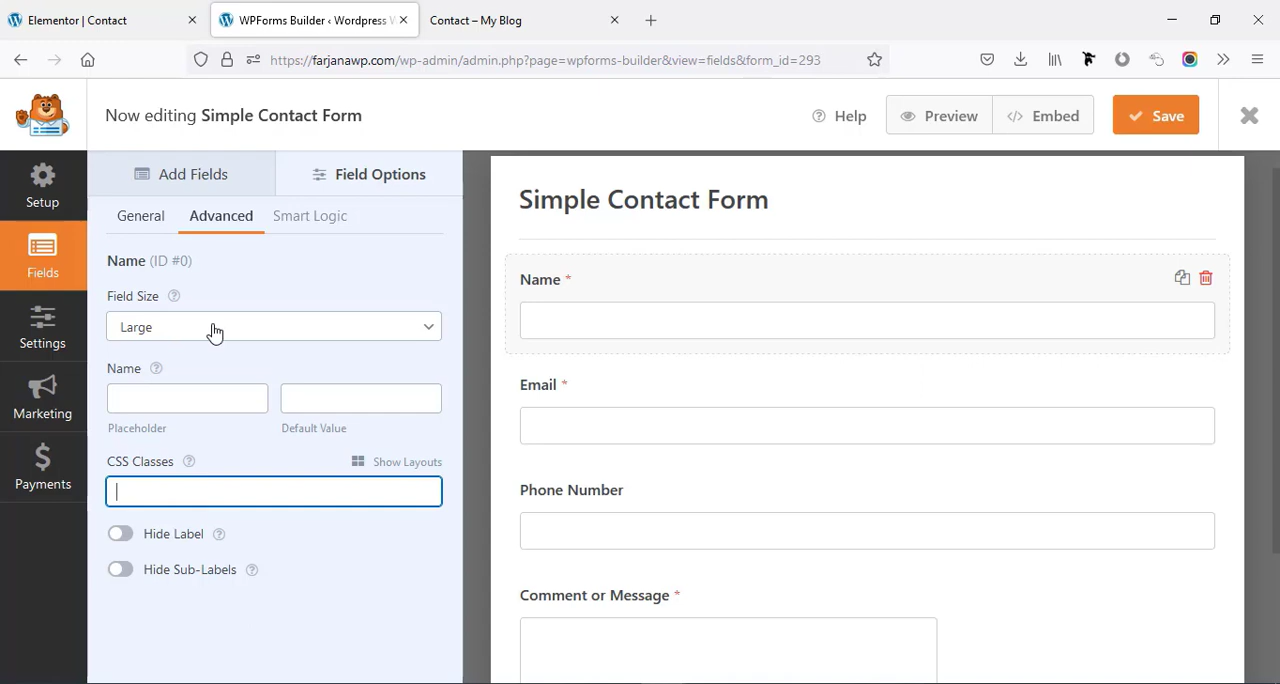 Elementor | Contact
WPForms Builder ‹ Wordpress W
Contact – My Blog
https://farjanawp.com/wp-admin/admin.php?page=wpforms-builder&view=fields&form_id=293
Now editing Simple Contact Form
Help
Preview
</> Embed
Save
Setup
Fields
Settings
Marketing
Payments
Add Fields
Field Options
General
Advanced
Smart Logic
Name (ID #0)
Field Size
Large
Name
Placeholder
Default Value
CSS Classes
Show Layouts
Hide Label
Hide Sub-Labels
Simple Contact Form
Name *
Email *
Phone Number
Comment or Message *